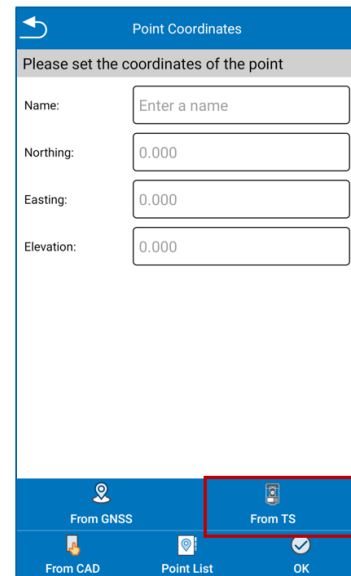 Point Coordinates
Please set the coordinates of the point
Name: Enter a name
Northing: 0.000
Easting: 0.000
Elevation: 0.000
From GNSS From TS
From CAD Point List OK